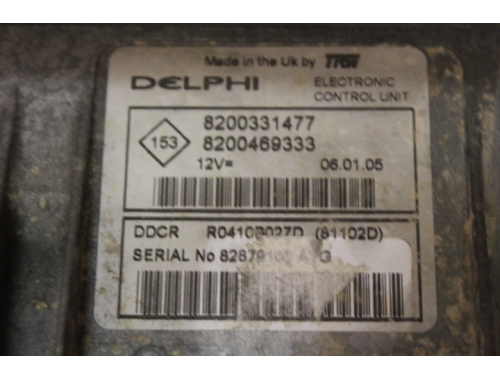 Made in the Uk by TRW
DELPHI ELECTRONIC
CONTROL UNIT
153
8200331477
8200469333
12V= 06.01.05
DDCR R0410B027D (81102D)
SERIAL No